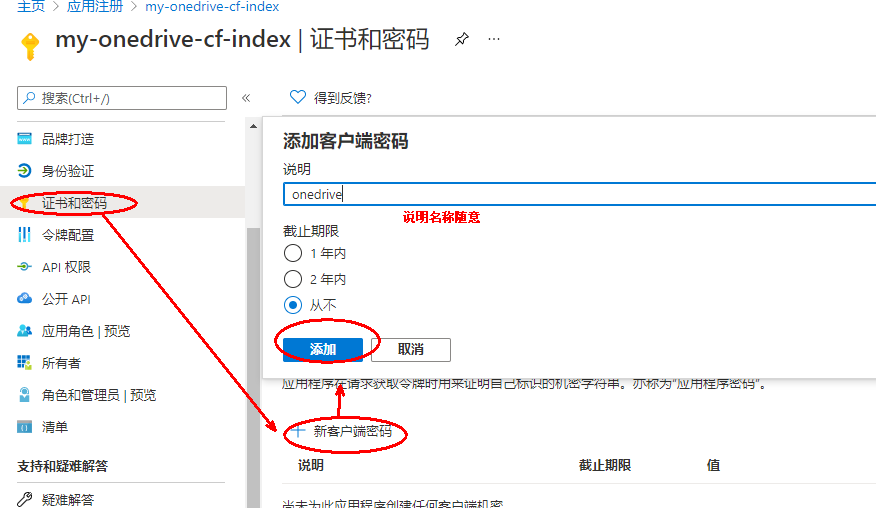 主页 > 应用注册 > my-onedrive-cf-index
my-onedrive-cf-index | 证书和密码
搜索(Ctrl+/)
得到反馈?
品牌打造
身份验证
证书和密码
令牌配置
API 权限
公开 API
应用角色 | 预览
所有者
角色和管理员 | 预览
清单
支持和疑难解答
疑难解答
添加客户端密码
说明
onedrive
说明名称随意
截止期限
1 年内
2 年内
从不
添加
取消
应用程序在请求获取令牌时用来证明自己标识的机密字符串。亦称为“应用程序密码”。
新客户端密码
说明 截止期限 值
尚未为此应用程序创建任何客户端机密